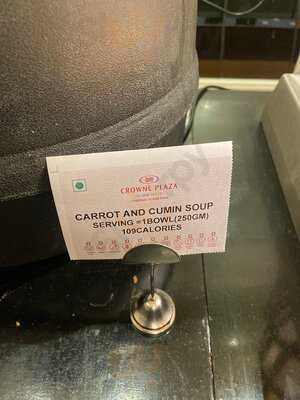 CROWNE PLAZA
CARROT AND CUMIN SOUP
SERVING =1BOWL(250GM)
109CALORIES